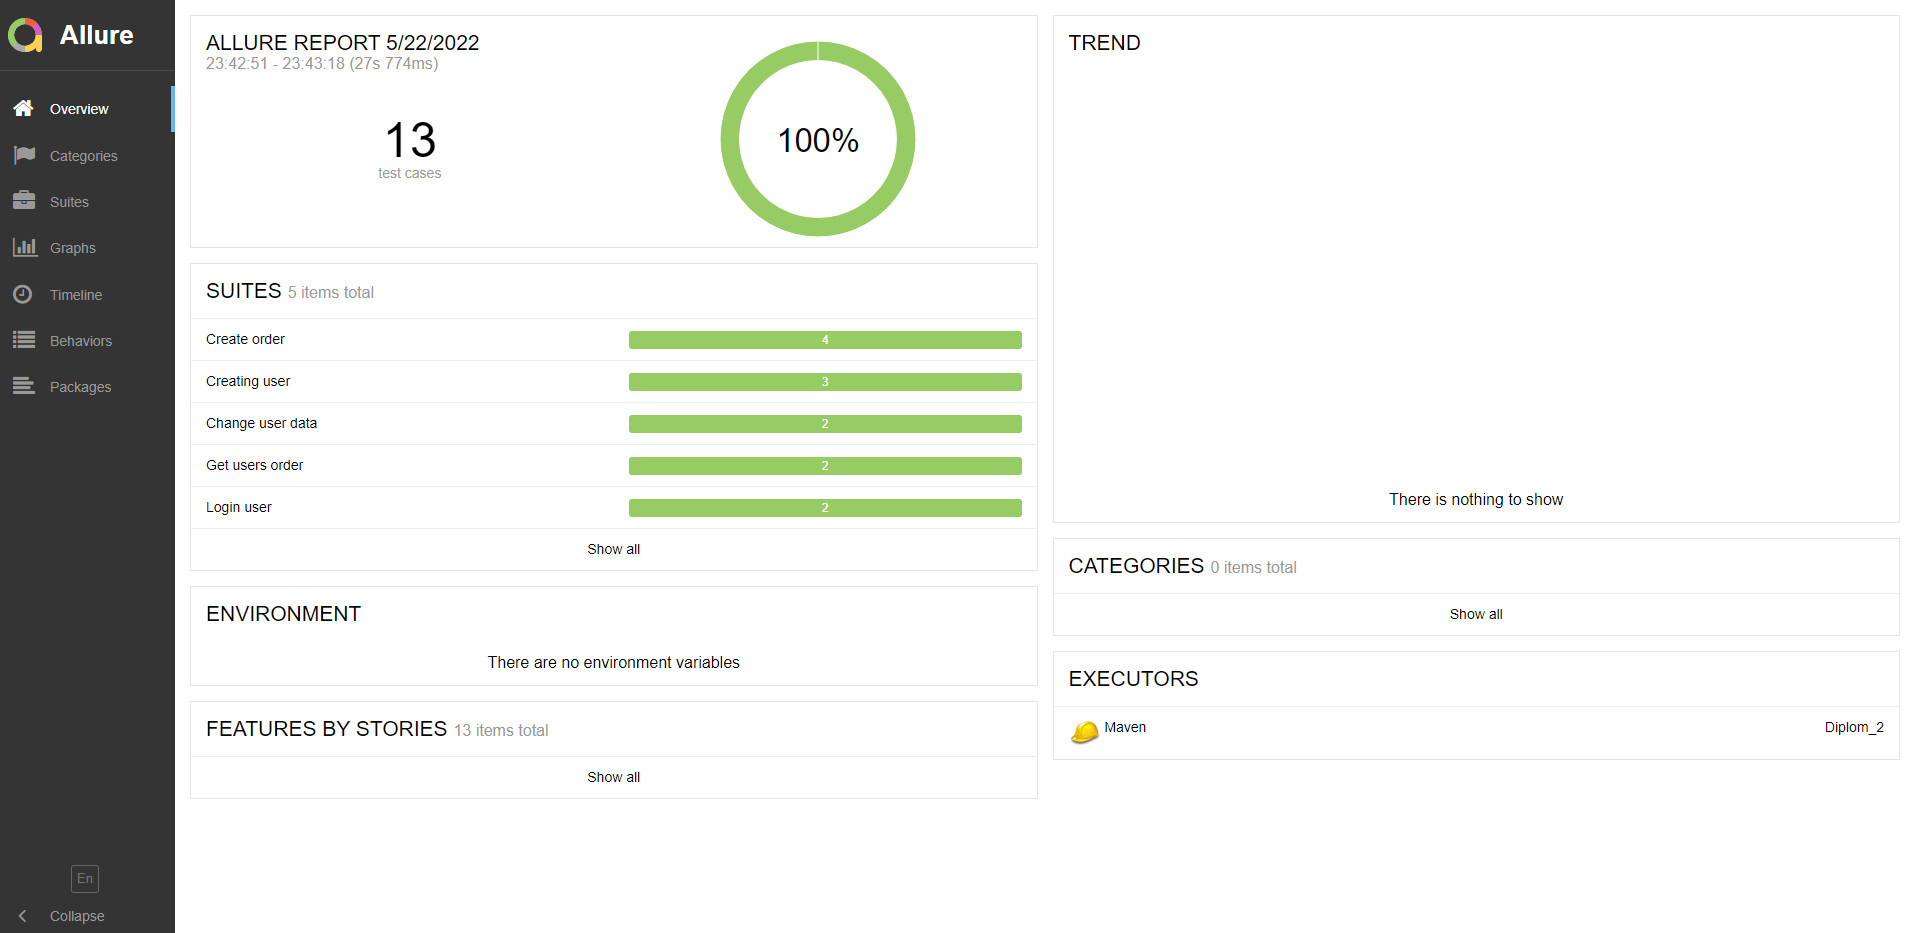 Allure
Overview
Categories
Suites
Graphs
Timeline
Behaviors
Packages
En
Collapse
ALLURE REPORT 5/22/2022
23:42:51 - 23:43:18 (27s 774ms)
13
test cases
100%
SUITES 5 items total
Create order 4
Creating user 3
Change user data 2
Get users order 2
Login user 2
Show all
ENVIRONMENT
There are no environment variables
FEATURES BY STORIES 13 items total
Show all
TREND
There is nothing to show
CATEGORIES 0 items total
Show all
EXECUTORS
Maven Diplom_2